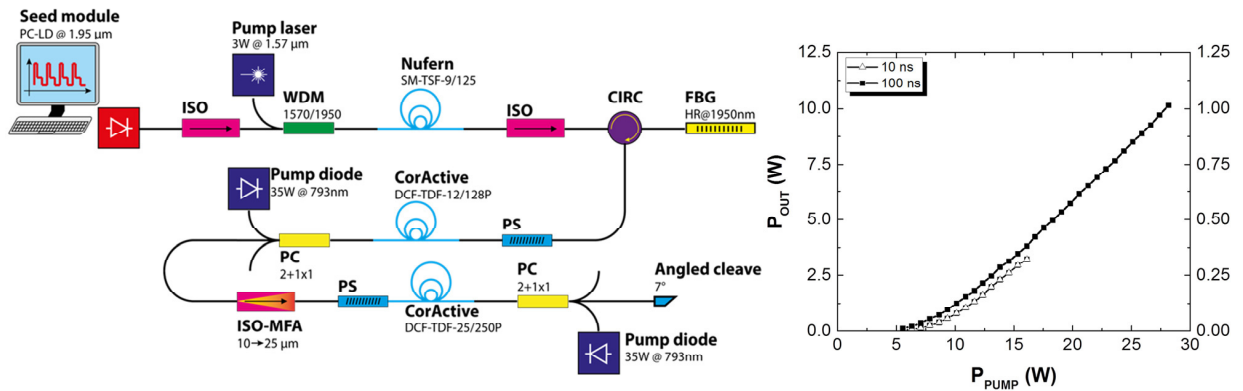 Seed module
PC-LD @ 1.95 µm
Pump laser
3W @ 1.57 µm
ISO
WDM
1570/1950
Nufern
SM-TSF-9/125
ISO
CIRC
FBG
HR@1950nm
Pump diode
35W @ 793nm
CorActive
DCF-TDF-12/128P
PS
PC
2+1x1
ISO-MFA
10→25 µm
PS
CorActive
DCF-TDF-25/250P
PC
2+1x1
Angled cleave
7°
Pump diode
35W @ 793nm
P_OUT (W)
12.5
10.0
7.5
5.0
2.5
0.0
10 ns
100 ns
1.25
1.00
0.75
0.50
0.25
0.00
0 5 10 15 20 25 30
P_PUMP (W)